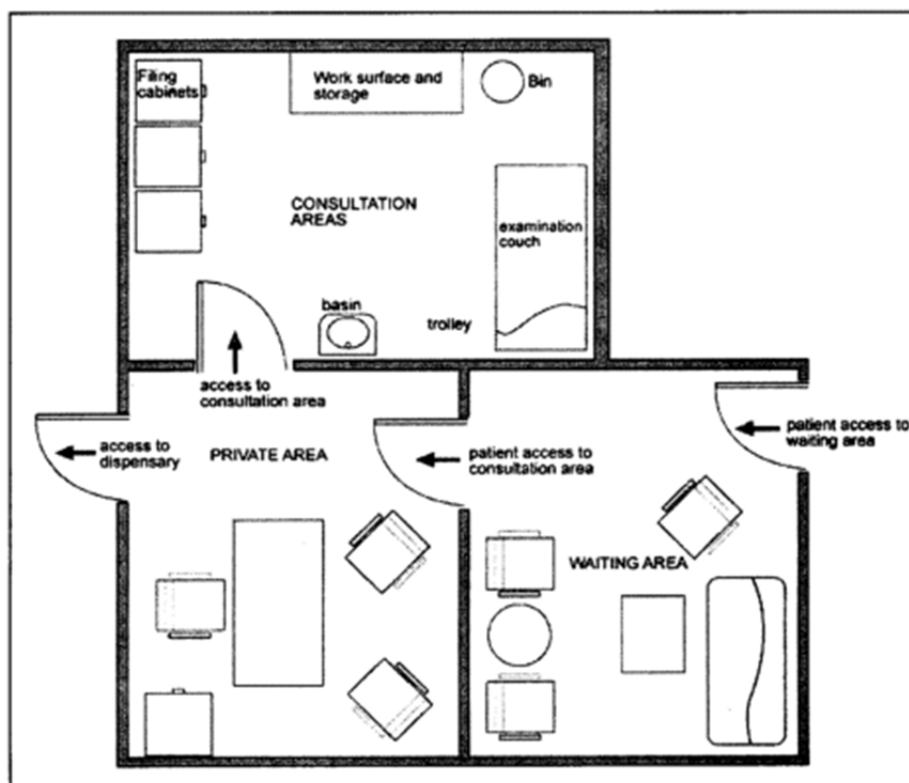 Filing
cabinets
Work surface and
storage
Bin
CONSULTATION
AREAS
examination
couch
basin
trolley
access to
consultation area
access to
dispensary
PRIVATE AREA
patient access to
consultation area
patient access to
waiting area
WAITING AREA